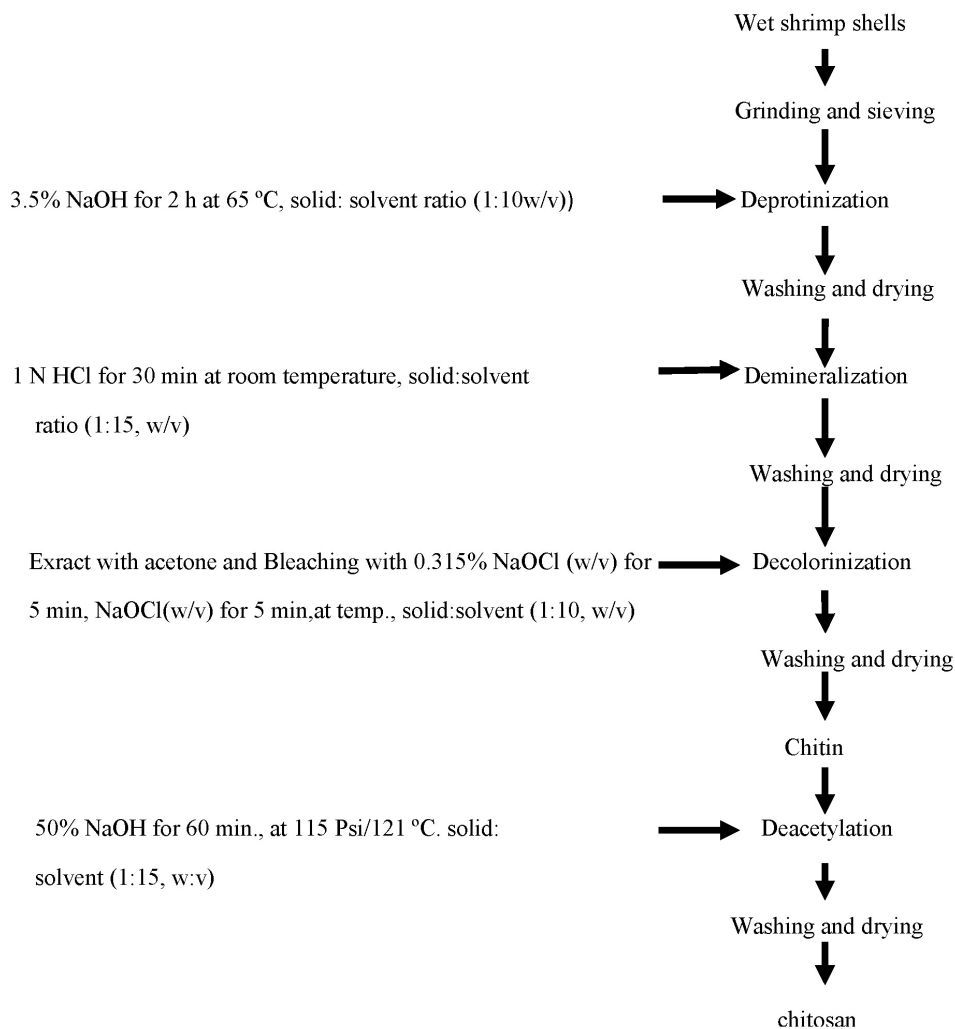 Wet shrimp shells
Grinding and sieving
3.5% NaOH for 2 h at 65 ºC, solid: solvent ratio (1:10w/v))
Deprotinization
Washing and drying
1 N HCl for 30 min at room temperature, solid:solvent
ratio (1:15, w/v)
Demineralization
Washing and drying
Exract with acetone and Bleaching with 0.315% NaOCl (w/v) for
5 min, NaOCl(w/v) for 5 min,at temp., solid:solvent (1:10, w/v)
Decolorinization
Washing and drying
Chitin
50% NaOH for 60 min., at 115 Psi/121 ºC. solid:
solvent (1:15, w:v)
Deacetylation
Washing and drying
chitosan